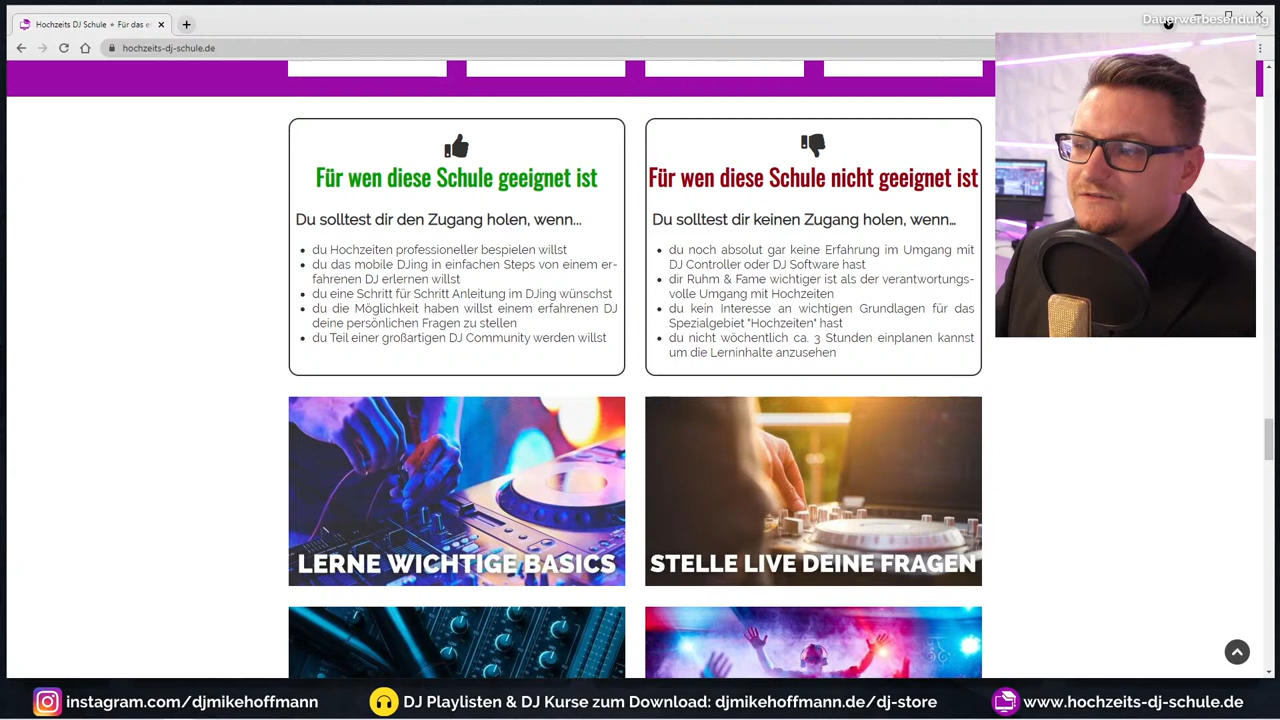 Hochzeits DJ Schule ★ Für das e
Dauerwerbesendung
hochzeits-dj-schule.de
Für wen diese Schule geeignet ist
Du solltest dir den Zugang holen, wenn...
• du Hochzeiten professioneller bespielen willst
• du das mobile DJing in einfachen Steps von einem er-
fahrenen DJ erlernen willst
• du eine Schritt für Schritt Anleitung im DJing wünschst
• du die Möglichkeit haben willst einem erfahrenen DJ
deine persönlichen Fragen zu stellen
• du Teil einer großartigen DJ Community werden willst
Für wen diese Schule nicht geeignet ist
Du solltest dir keinen Zugang holen, wenn...
• du noch absolut gar keine Erfahrung im Umgang mit
DJ Controller oder DJ Software hast
• dir Ruhm & Fame wichtiger ist als der verantwortungs-
volle Umgang mit Hochzeiten
• du kein Interesse an wichtigen Grundlagen für das
Spezialgebiet "Hochzeiten" hast
• du nicht wöchentlich ca. 3 Stunden einplanen kannst
um die Lerninhalte anzusehen
LERNE WICHTIGE BASICS
STELLE LIVE DEINE FRAGEN
instagram.com/djmikehoffmann
DJ Playlisten & DJ Kurse zum Download: djmikehoffmann.de/dj-store
www.hochzeits-dj-schule.de